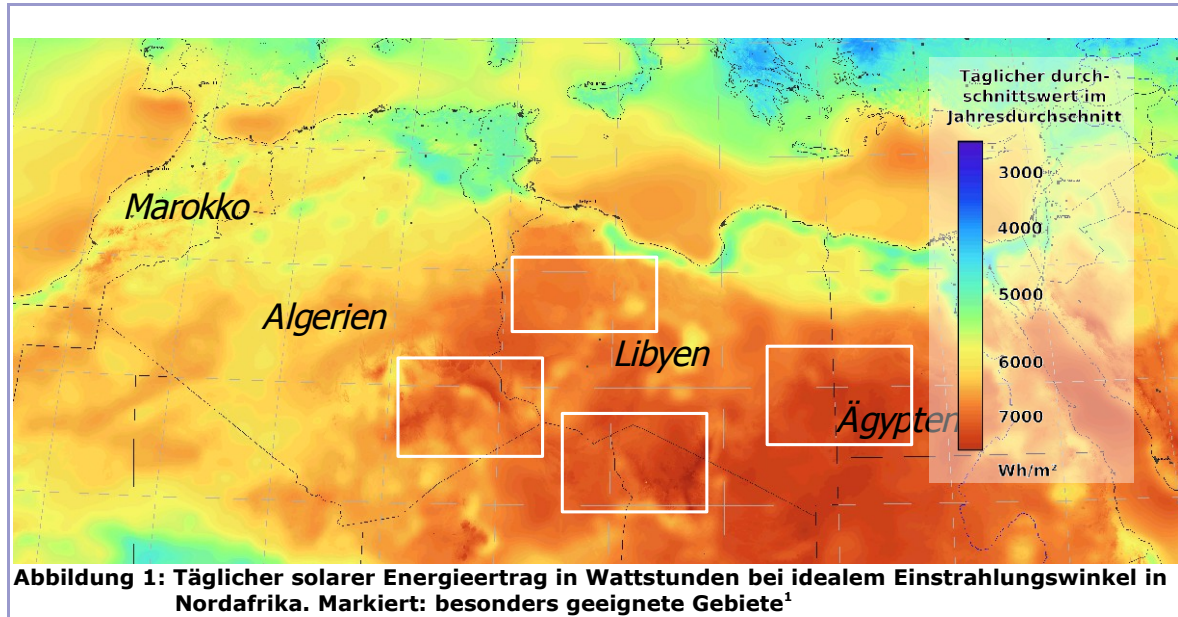 Täglicher durch-
schnittswert im
Jahresdurchschnitt
3000
4000
5000
6000
7000
Wh/m²
Marokko
Algerien
Libyen
Ägypten
Abbildung 1: Täglicher solarer Energieertrag in Wattstunden bei idealem Einstrahlungswinkel in
Nordafrika. Markiert: besonders geeignete Gebiete¹